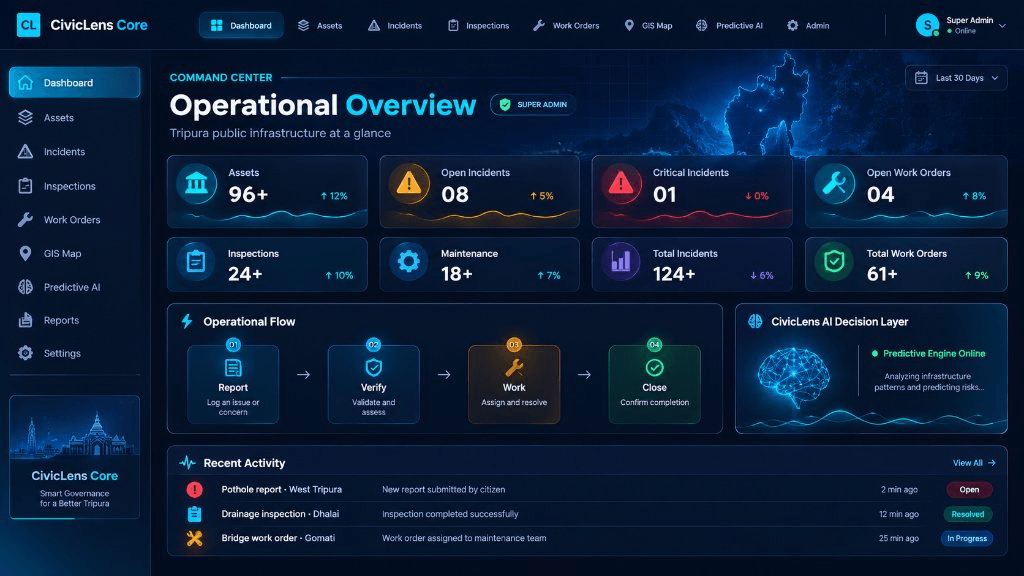 CL CivicLens Core
Dashboard
Assets
Incidents
Inspections
Work Orders
GIS Map
Predictive AI
Admin
S
Super Admin
Online
Dashboard
Assets
Incidents
Inspections
Work Orders
GIS Map
Predictive AI
Reports
Settings
CivicLens Core
Smart Governance
for a Better Tripura
COMMAND CENTER
Operational Overview
SUPER ADMIN
Tripura public infrastructure at a glance
Last 30 Days
Assets
96+
↑ 12%
Open Incidents
08
↑ 5%
Critical Incidents
01
↓ 0%
Open Work Orders
04
↑ 8%
Inspections
24+
↑ 10%
Maintenance
18+
↑ 7%
Total Incidents
124+
↓ 6%
Total Work Orders
61+
↑ 9%
Operational Flow
01
Report
Log an issue or
concern
→
02
Verify
Validate and
assess
→
03
Work
Assign and resolve
→
04
Close
Confirm completion
CivicLens AI Decision Layer
Predictive Engine Online
Analyzing infrastructure
patterns and predicting risks...
Recent Activity
View All →
Pothole report • West Tripura New report submitted by citizen 2 min ago Open
Drainage inspection • Dhalai Inspection completed successfully 12 min ago Resolved
Bridge work order • Gomati Work order assigned to maintenance team 25 min ago In Progress